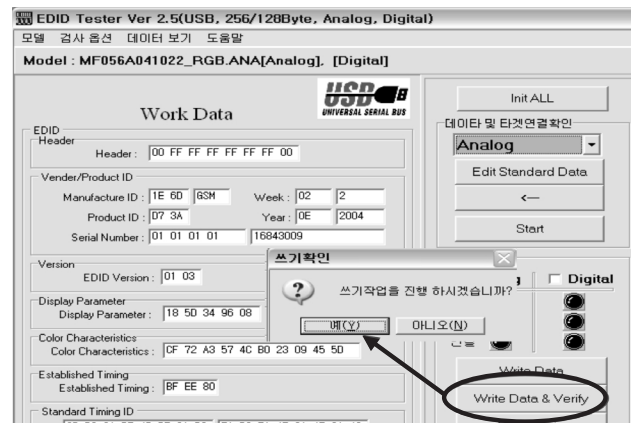 EDID Tester Ver 2.5(USB, 256/128Byte, Analog, Digital)
모델 검사 옵션 데이터 보기 도움말
Model : MF056A041022_RGB.ANA[Analog], [Digital]
Work Data
USB
UNIVERSAL SERIAL BUS
EDID
Header
Header : 00 FF FF FF FF FF FF 00
Vender/Product ID
Manufacture ID : 1E 6D GSM Week : 02 2
Product ID : D7 3A Year : 0E 2004
Serial Number : 01 01 01 01 16843009
Version
EDID Version : 01 03
Display Parameter
Display Parameter : 18 5D 34 96 08
Color Characteristics
Color Characteristics : CF 72 A3 57 4C B0 23 09 45 5D
Established Timing
Established Timing : BF EE 80
Standard Timing ID
Init ALL
데이타 및 타겟연결확인
Analog
Edit Standard Data
<—
Start
쓰기확인
쓰기작업을 진행 하시겠습니까?
예(Y) 아니오(N)
Digital
Write Data
Write Data & Verify